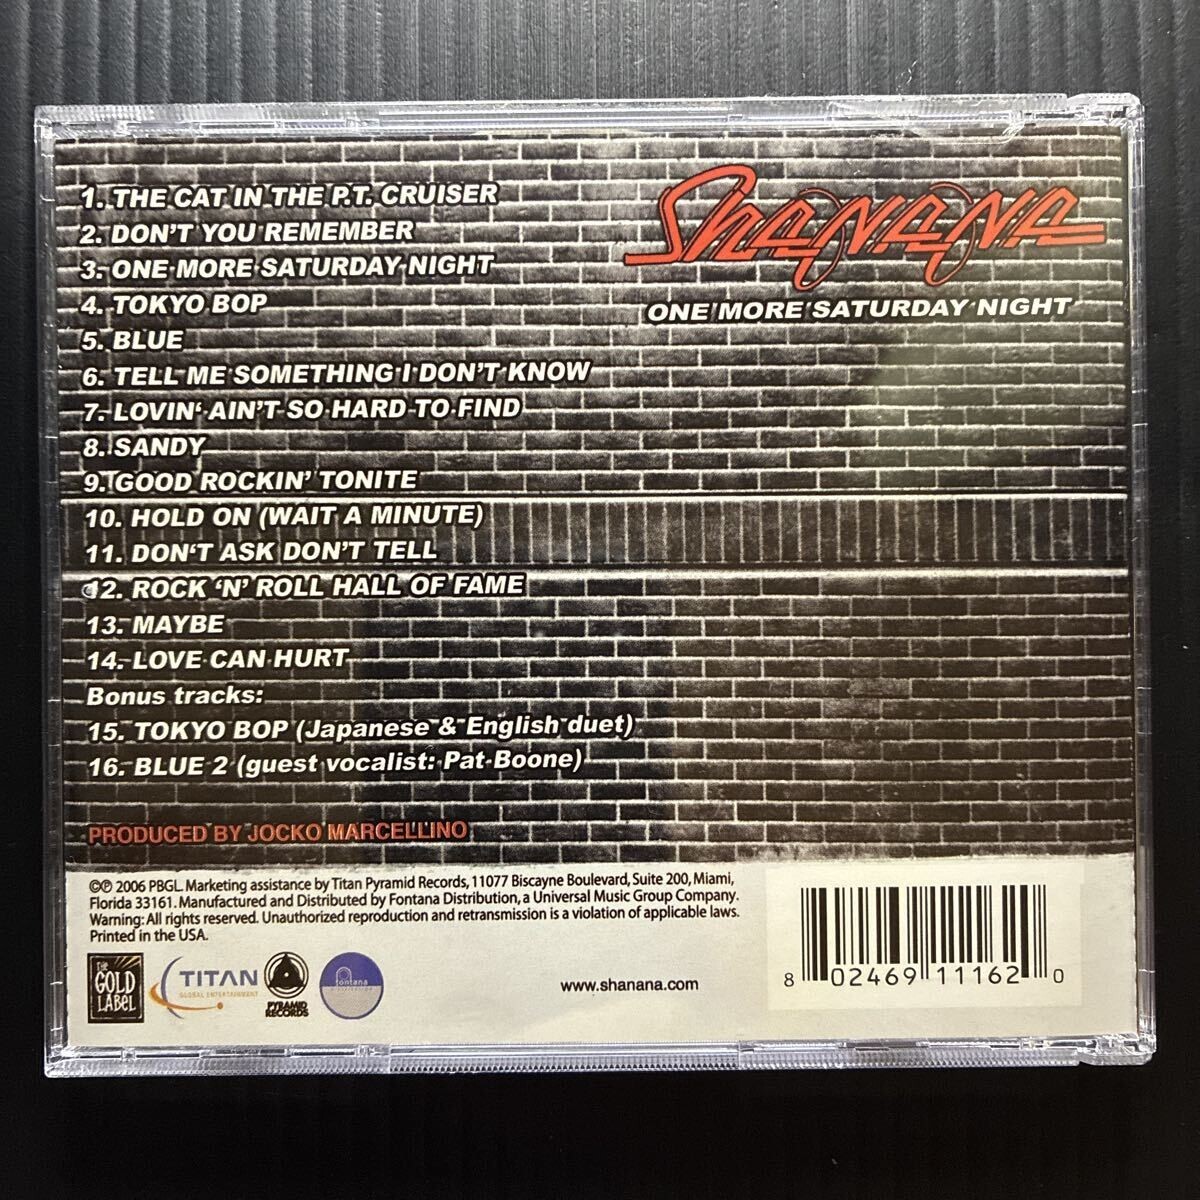 1. THE CAT IN THE P.T. CRUISER
2. DON'T YOU REMEMBER
3. ONE MORE SATURDAY NIGHT
4. TOKYO BOP
5. BLUE
6. TELL ME SOMETHING I DON'T KNOW
7. LOVIN' AIN'T SO HARD TO FIND
8. SANDY
9. GOOD ROCKIN' TONITE
10. HOLD ON (WAIT A MINUTE)
11. DON'T ASK DON'T TELL
12. ROCK 'N' ROLL HALL OF FAME
13. MAYBE
14. LOVE CAN HURT
Bonus tracks:
15. TOKYO BOP (Japanese & English duet)
16. BLUE 2 (guest vocalist: Pat Boone)
ShaNaNa
ONE MORE SATURDAY NIGHT
PRODUCED BY JOCKO MARCELLINO
©℗ 2006 PBGL. Marketing assistance by Titan Pyramid Records, 11077 Biscayne Boulevard, Suite 200, Miami,
Florida 33161. Manufactured and Distributed by Fontana Distribution, a Universal Music Group Company.
Warning: All rights reserved. Unauthorized reproduction and retransmission is a violation of applicable laws.
Printed in the USA.
THE
GOLD
LABEL
TITAN
GLOBAL ENTERTAINMENT
PYRAMID
RECORDS
fontana
DISTRIBUTION
www.shanana.com
8 02469 11162 0